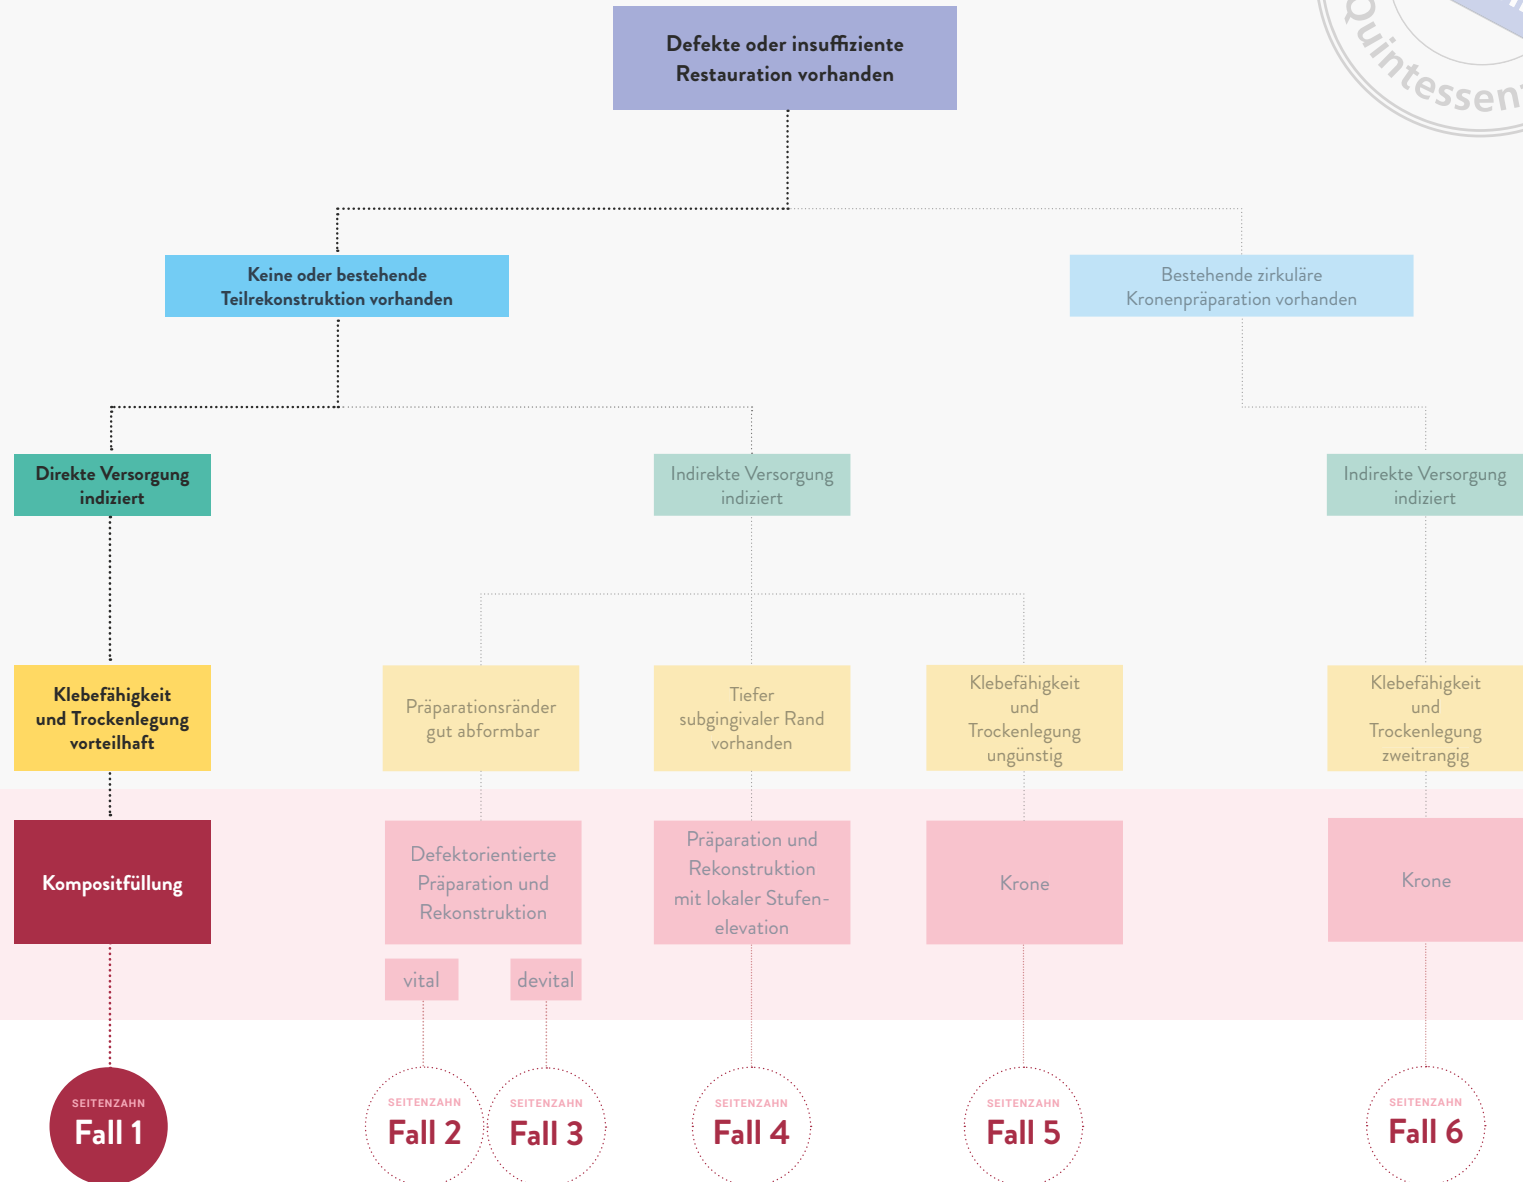 Quintessen
Defekte oder insuffiziente
Restauration vorhanden
Keine oder bestehende
Teilrekonstruktion vorhanden
Bestehende zirkuläre
Kronenpräparation vorhanden
Direkte Versorgung
indiziert
Indirekte Versorgung
indiziert
Indirekte Versorgung
indiziert
Klebefähigkeit
und Trockenlegung
vorteilhaft
Präparationsränder
gut abformbar
Tiefer
subgingivaler Rand
vorhanden
Klebefähigkeit
und
Trockenlegung
ungünstig
Klebefähigkeit
und
Trockenlegung
zweitrangig
Kompositfüllung
Defektorientierte
Präparation und
Rekonstruktion
Präparation und
Rekonstruktion
mit lokaler Stufen-
elevation
Krone
Krone
vital
devital
SEITENZAHN
Fall 1
SEITENZAHN
Fall 2
SEITENZAHN
Fall 3
SEITENZAHN
Fall 4
SEITENZAHN
Fall 5
SEITENZAHN
Fall 6